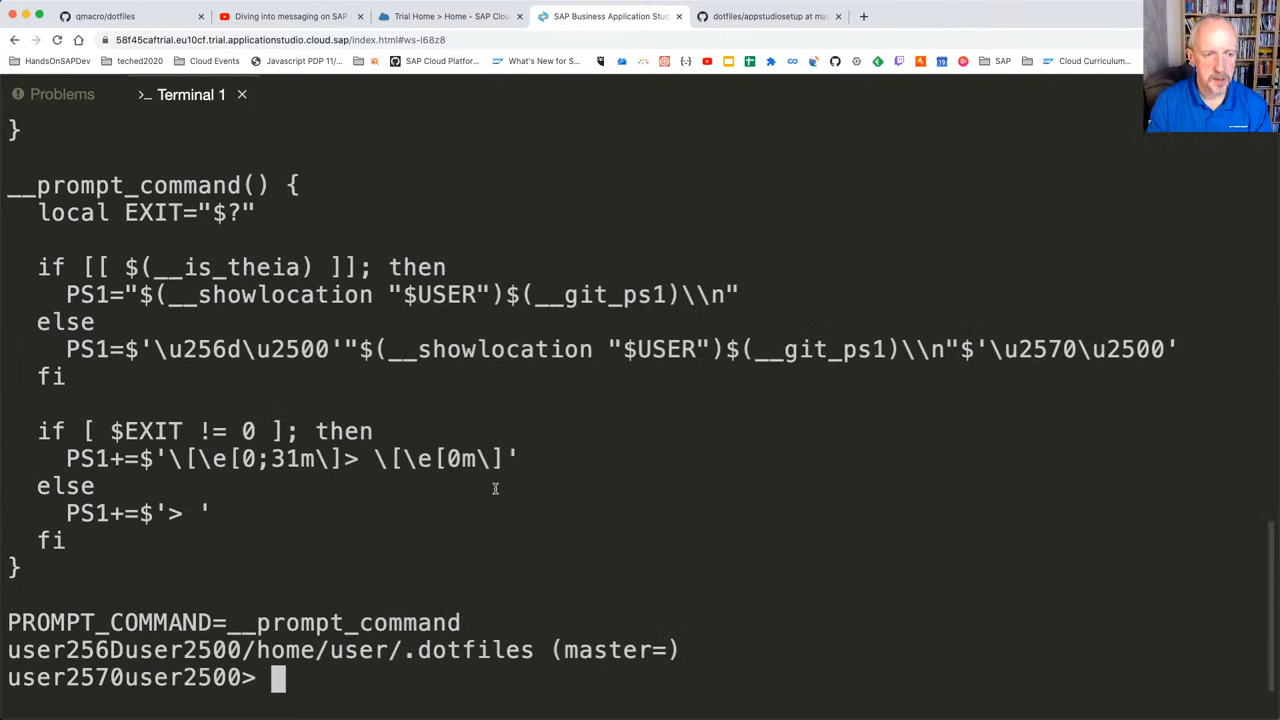 qmacro/dotfiles
Diving into messaging on SAP
Trial Home > Home - SAP Clou
SAP Business Application Stud
dotfiles/appstudiosetup at mas
58f45caftrial.eu10cf.trial.applicationstudio.cloud.sap/index.html#ws-l68z8
HandsOnSAPDev
teched2020
Cloud Events
Javascript PDP 11/...
SAP Cloud Platfor...
What's New for S...
SAP
Cloud Curriculum...
Problems
>_ Terminal 1
}
__prompt_command() {
local EXIT="$?"
if [[ $(__is_theia) ]]; then
PS1="$(__showlocation "$USER")$(__git_ps1)\\n"
else
PS1=$'\u256d\u2500'"$(__showlocation "$USER")$(__git_ps1)\\n"$'\u2570\u2500'
fi
if [ $EXIT != 0 ]; then
PS1+=$'\[\e[0;31m\]> \[\e[0m\]'
else
PS1+=$'> '
fi
}
PROMPT_COMMAND=__prompt_command
user256Duser2500/home/user/.dotfiles (master=)
user2570user2500>